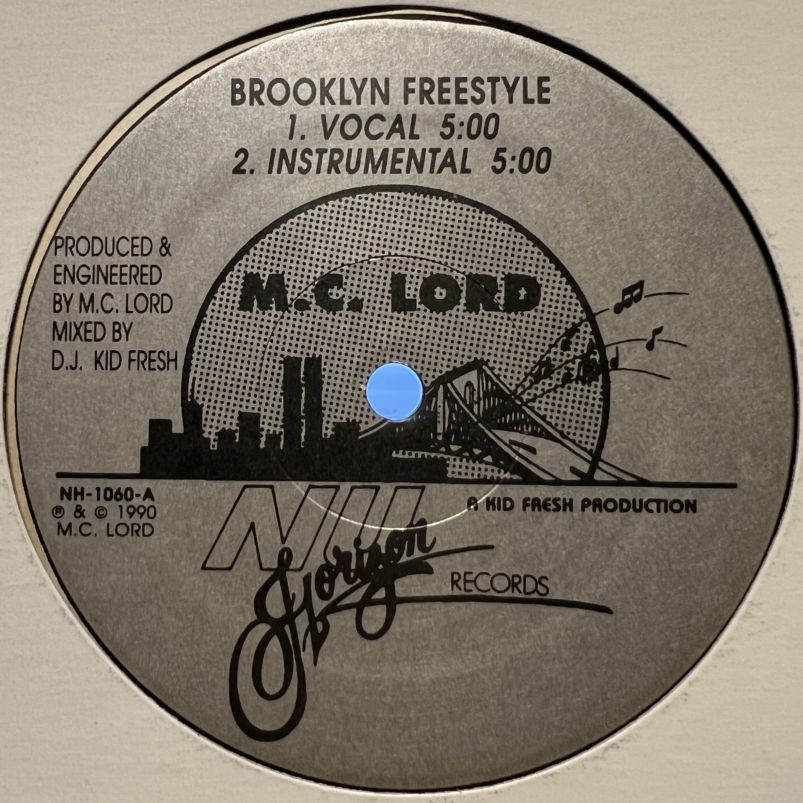 BROOKLYN FREESTYLE
1. VOCAL 5:00
2. INSTRUMENTAL 5:00
PRODUCED &
ENGINEERED
BY M.C. LORD
MIXED BY
D.J. KID FRESH
M.C. LORD
NH-1060-A
℗ & © 1990
M.C. LORD
A KID FRESH PRODUCTION
NU
Horizon
RECORDS